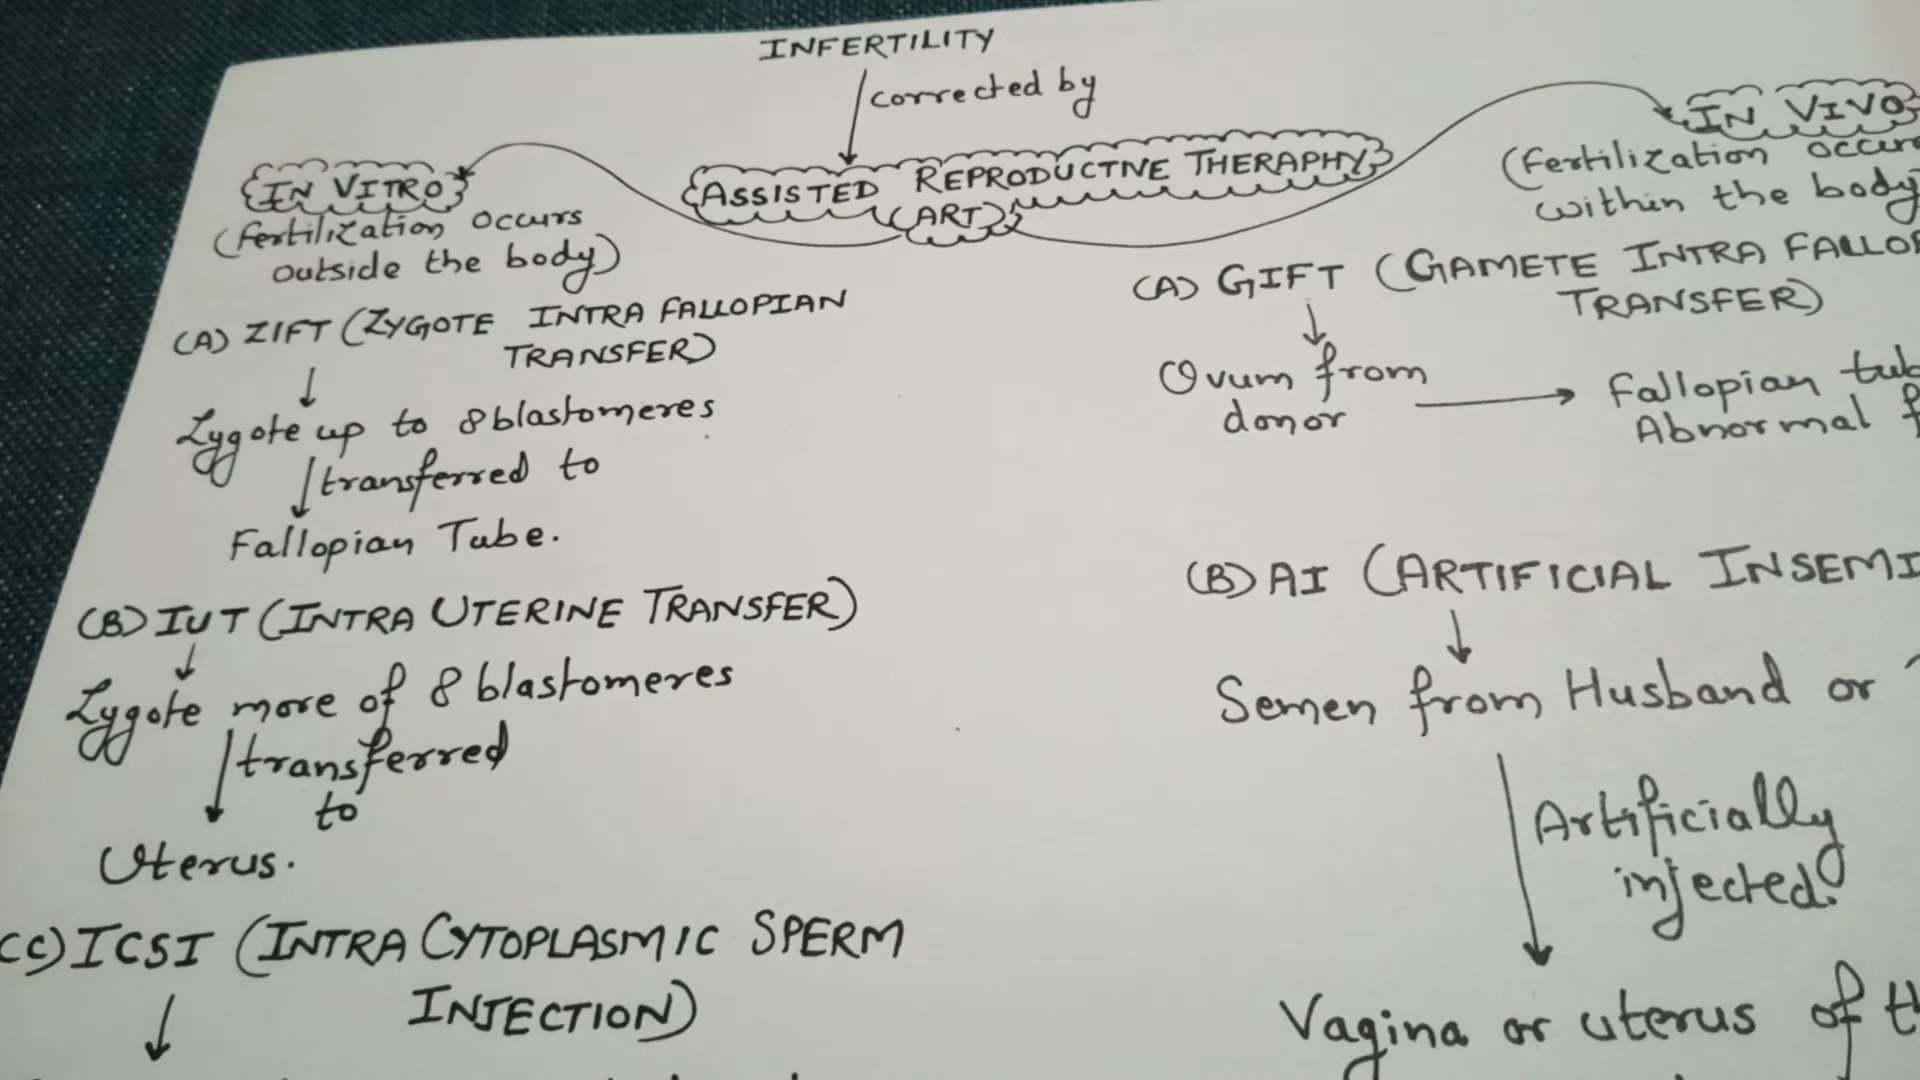 INFERTILITY
corrected by
ASSISTED REPRODUCTIVE THERAPHY
(ART)
IN VITRO
(fertilization occurs
outside the body)
(A) ZIFT (ZYGOTE INTRA FALLOPIAN
TRANSFER)
Zygote up to 8 blastomeres
transferred to
Fallopian Tube.
(B) IUT (INTRA UTERINE TRANSFER)
Zygote more of 8 blastomeres
transferred
to
Uterus.
(C) ICSI (INTRA CYTOPLASMIC SPERM
INJECTION)
IN VIVO
(Fertilization occurs
within the body
(A) GIFT (GAMETE INTRA FALLOP
TRANSFER)
Ovum from
donor
Fallopian tub
Abnormal f
(B) AI (ARTIFICIAL INSEMI
Semen from Husband or
Artificially
injected.
Vagina or uterus of th